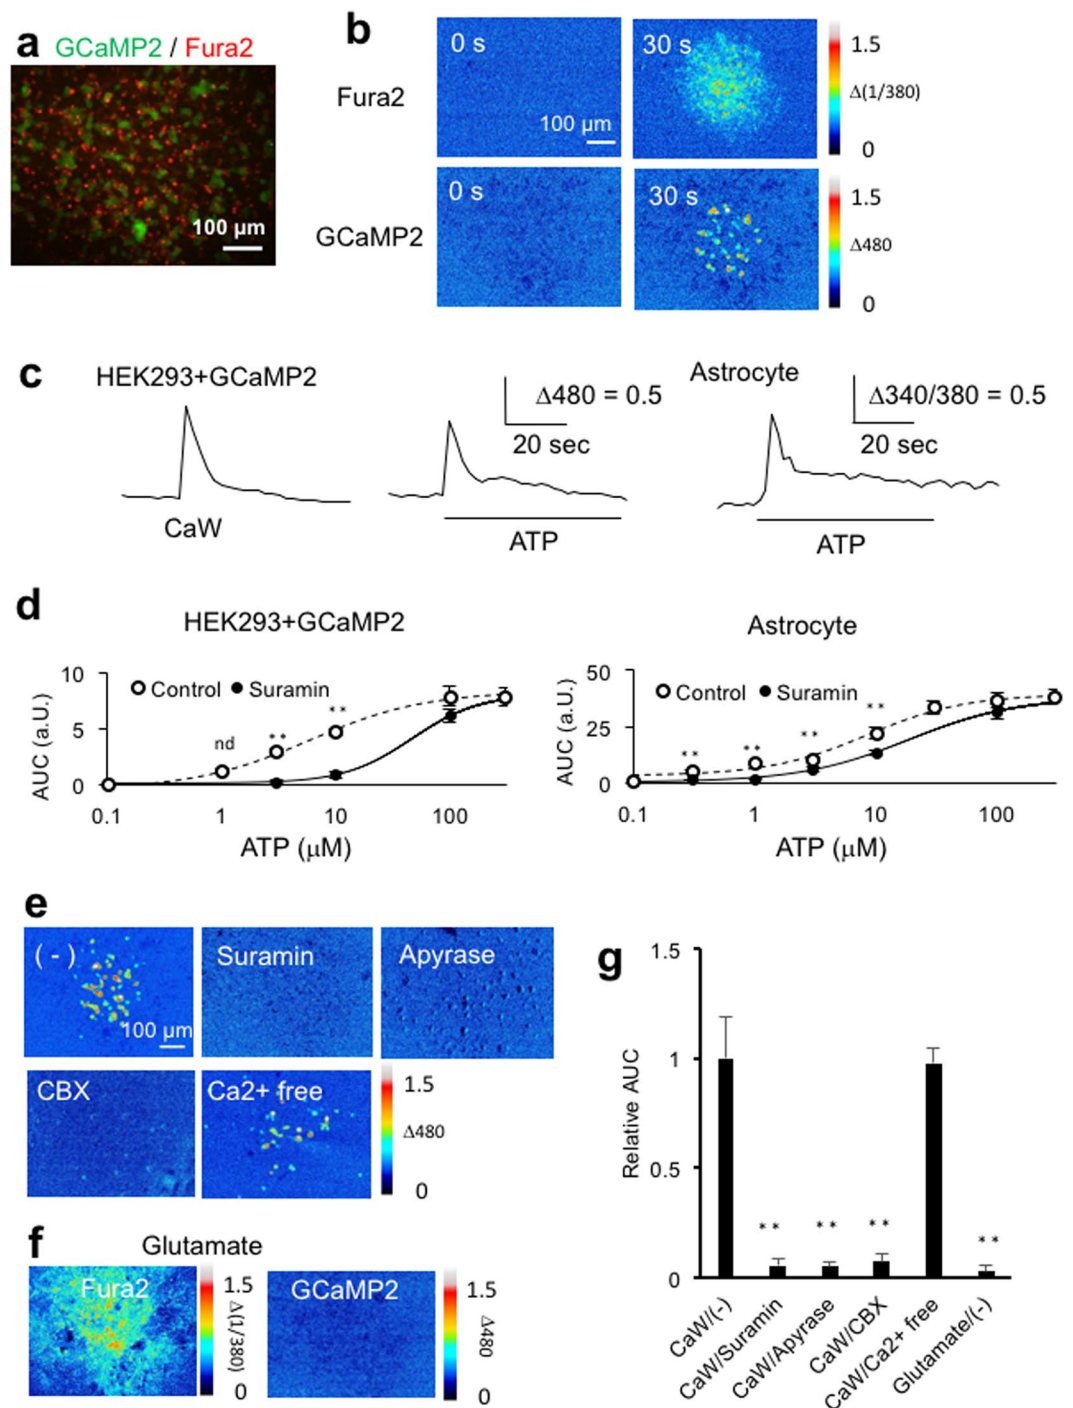 a GCaMP2 / Fura2
100 μm
b
Fura2
0 s
100 μm
30 s
1.5
Δ(1/380)
0
GCaMP2
0 s
30 s
1.5
Δ480
0
c
HEK293+GCaMP2
CaW
Δ480 = 0.5
20 sec
ATP
Astrocyte
Δ340/380 = 0.5
20 sec
ATP
d
HEK293+GCaMP2
AUC (a.U.)
10
5
0
Control Suramin
nd
**
**
0.1 1 10 100
ATP (μM)
Astrocyte
AUC (a.U.)
50
25
0
Control Suramin
** ** ** **
0.1 1 10 100
ATP (μM)
e
(-)
100 μm
Suramin
Apyrase
CBX
Ca2+ free
1.5
Δ480
0
f
Glutamate
Fura2
1.5
Δ(1/380)
0
GCaMP2
1.5
Δ480
0
g
Relative AUC
1.5
1
0.5
0
** ** ** **
CaW/(-)
CaW/Suramin
CaW/Apyrase
CaW/CBX
CaW/Ca2+ free
Glutamate/(-)